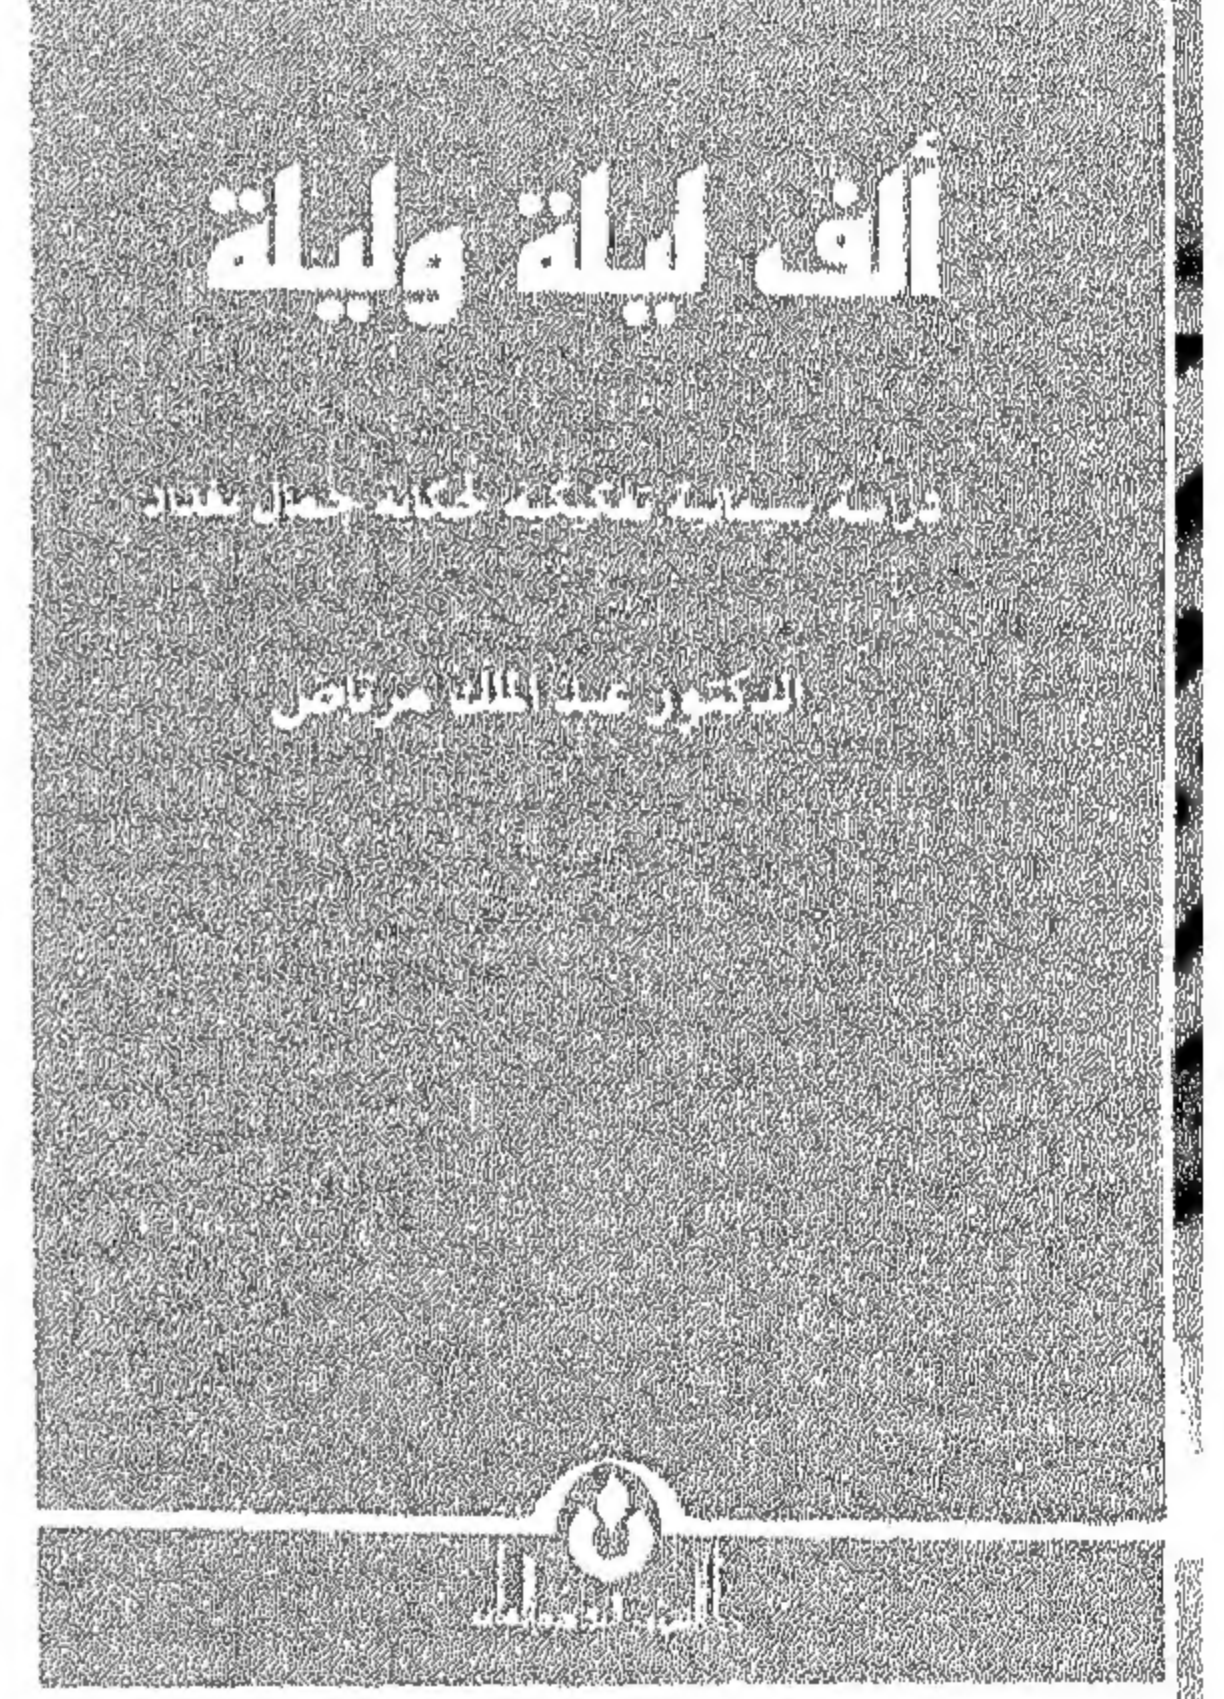 ألف ليلة وليلة
دراسة سيمائية تفكيكية لحكاية حمال بغداد
الدكتور عبد الملك مرتاض